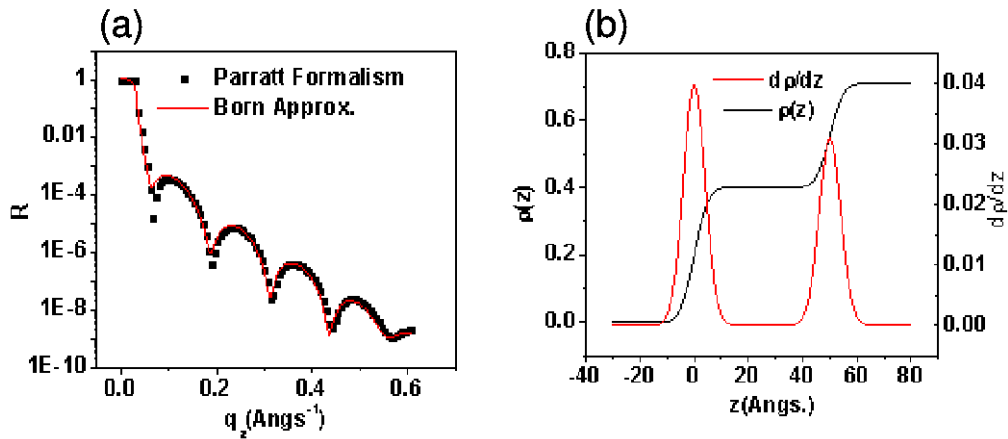 (a)
Parratt Formalism
Born Approx.
1
0.01
1E-4
1E-6
1E-8
1E-10
R
0.0 0.2 0.4 0.6
q_z(Angs⁻¹)
(b)
dρ/dz
ρ(z)
0.8
0.6
0.4
0.2
0.0
ρ(z)
0.04
0.03
0.02
0.01
0.00
dρ/dz
-40 -20 0 20 40 60 80
z(Angs.)